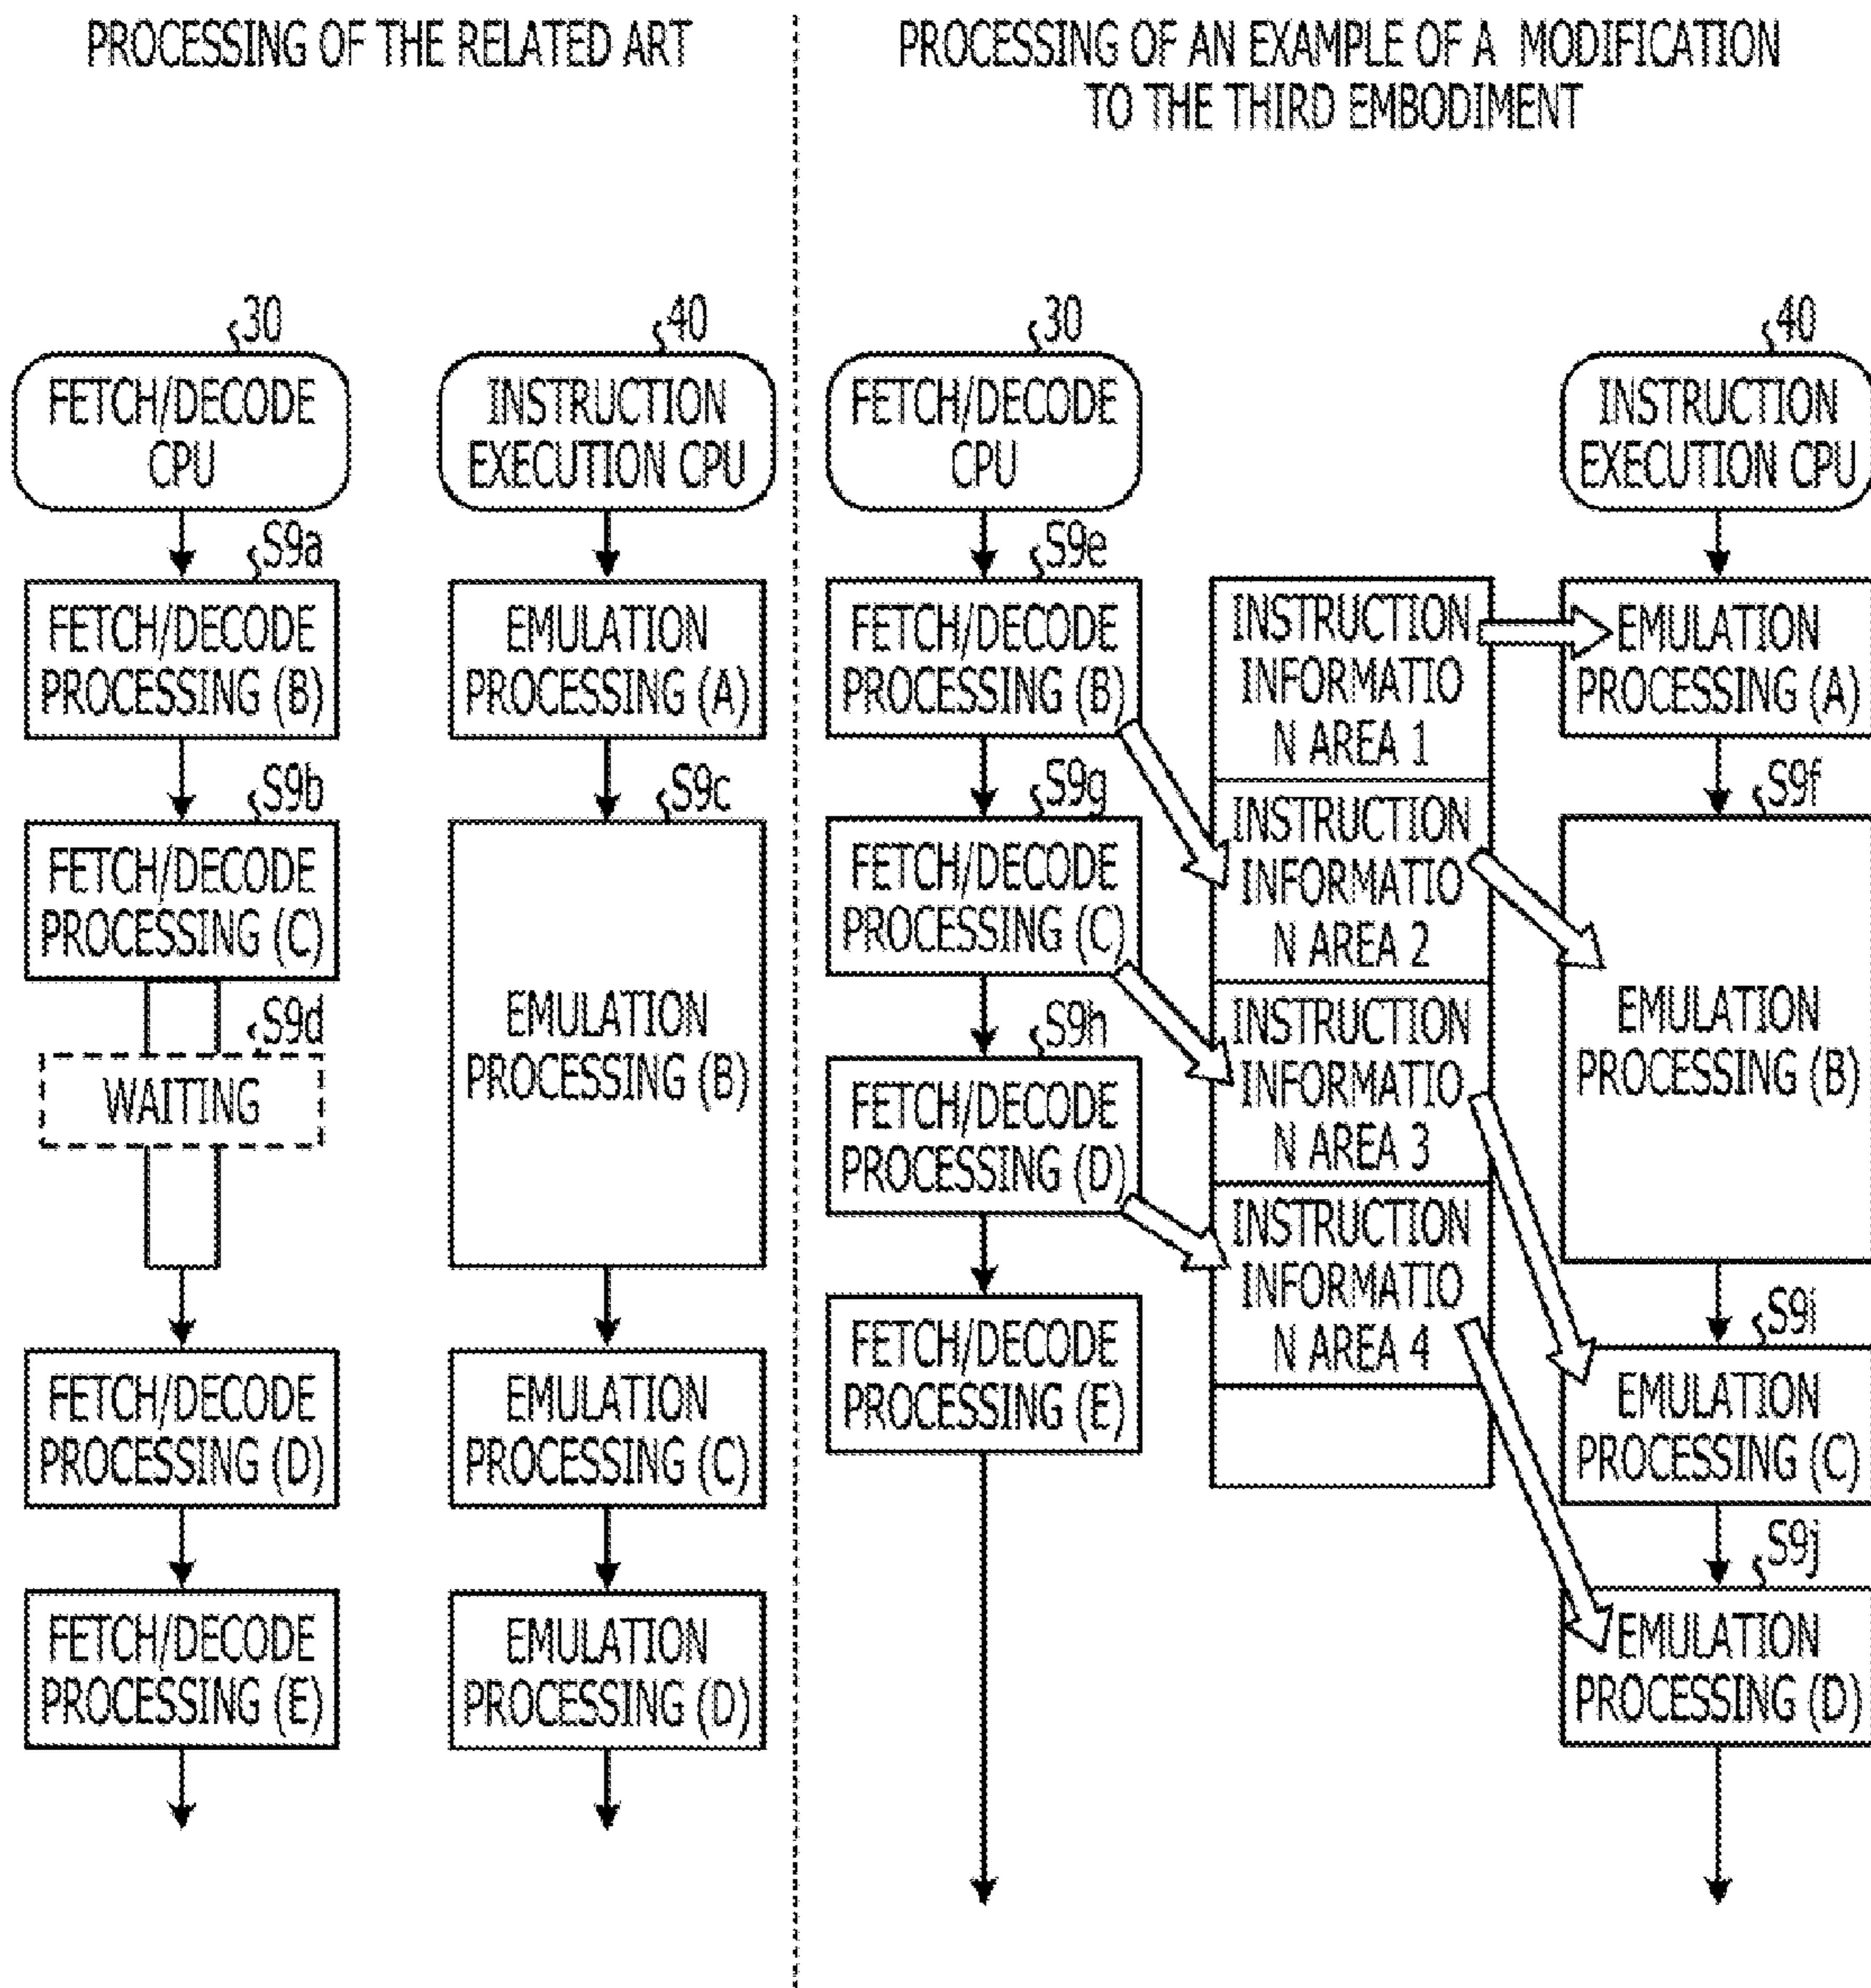 PROCESSING OF THE RELATED ART
30
FETCH/DECODE
CPU
40
INSTRUCTION
EXECUTION CPU
S9a
FETCH/DECODE
PROCESSING (B)
EMULATION
PROCESSING (A)
S9b
FETCH/DECODE
PROCESSING (C)
S9c
EMULATION
PROCESSING (B)
S9d
WAITING
FETCH/DECODE
PROCESSING (D)
EMULATION
PROCESSING (C)
FETCH/DECODE
PROCESSING (E)
EMULATION
PROCESSING (D)
PROCESSING OF AN EXAMPLE OF A MODIFICATION
TO THE THIRD EMBODIMENT
30
FETCH/DECODE
CPU
S9e
FETCH/DECODE
PROCESSING (B)
S9g
FETCH/DECODE
PROCESSING (C)
S9h
FETCH/DECODE
PROCESSING (D)
FETCH/DECODE
PROCESSING (E)
INSTRUCTION
INFORMATIO
N AREA 1
INSTRUCTION
INFORMATIO
N AREA 2
INSTRUCTION
INFORMATIO
N AREA 3
INSTRUCTION
INFORMATIO
N AREA 4
40
INSTRUCTION
EXECUTION CPU
EMULATION
PROCESSING (A)
S9f
EMULATION
PROCESSING (B)
S9i
EMULATION
PROCESSING (C)
S9j
EMULATION
PROCESSING (D)